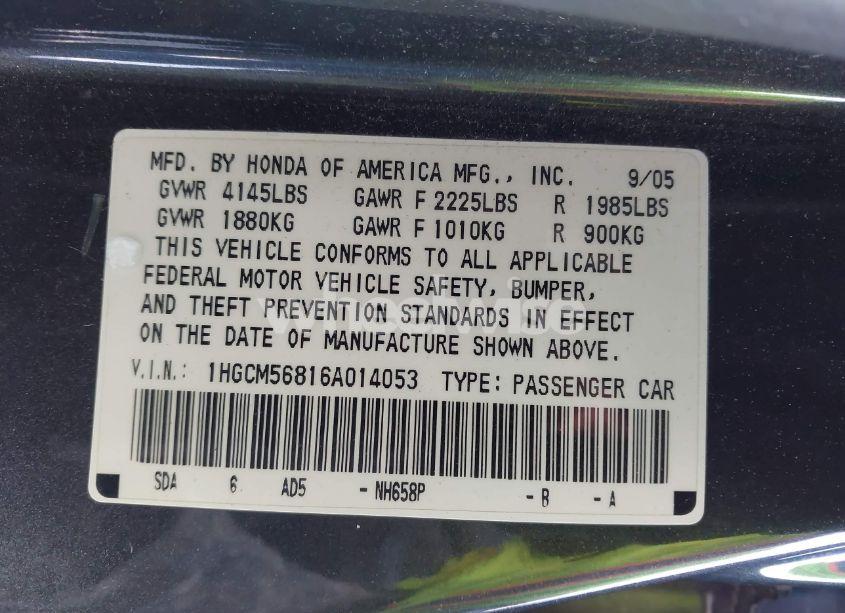 MFD. BY HONDA OF AMERICA MFG., INC. 9/05
GVWR 4145LBS GAWR F 2225LBS R 1985LBS
GVWR 1880KG GAWR F 1010KG R 900KG
THIS VEHICLE CONFORMS TO ALL APPLICABLE
FEDERAL MOTOR VEHICLE SAFETY, BUMPER,
AND THEFT PREVENTION STANDARDS IN EFFECT
ON THE DATE OF MANUFACTURE SHOWN ABOVE.
V.I.N.: 1HGCM56816A014053 TYPE: PASSENGER CAR
SDA 6 AD5 -NH658P -B -A